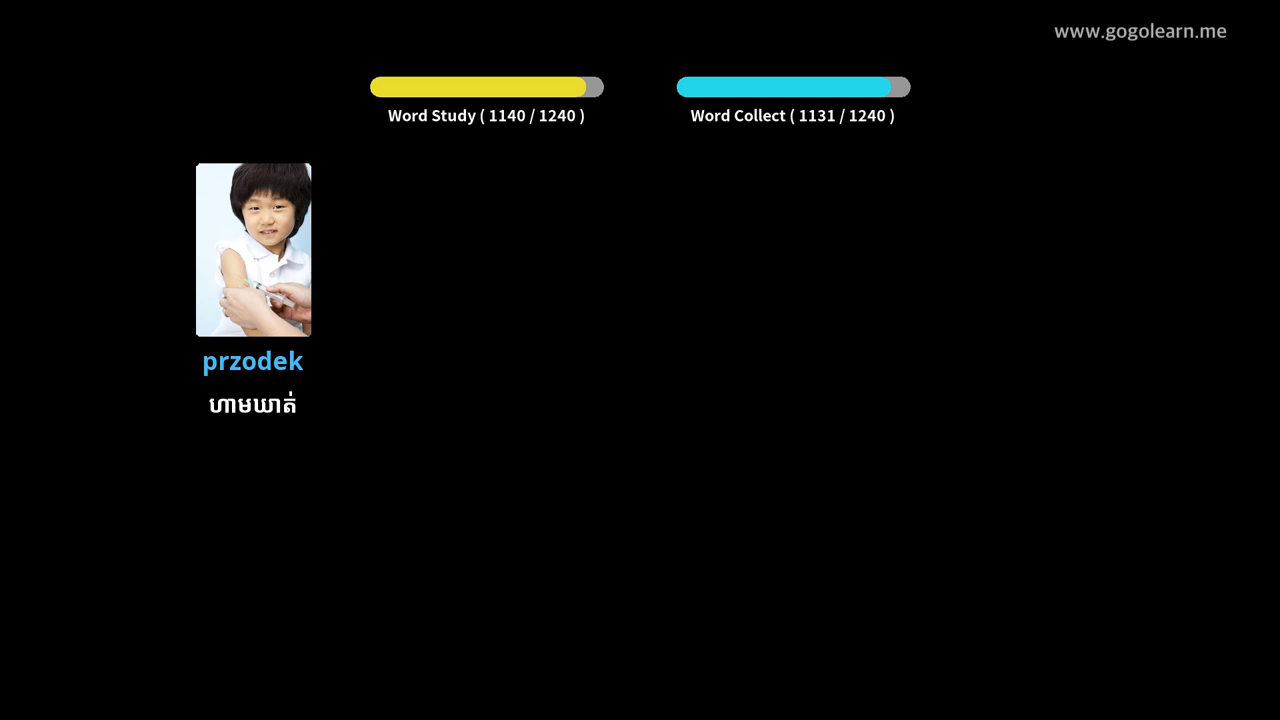 www.gogolearn.me
Word Study ( 1140 / 1240 )
Word Collect ( 1131 / 1240 )
przodek
ហាមឃាត់